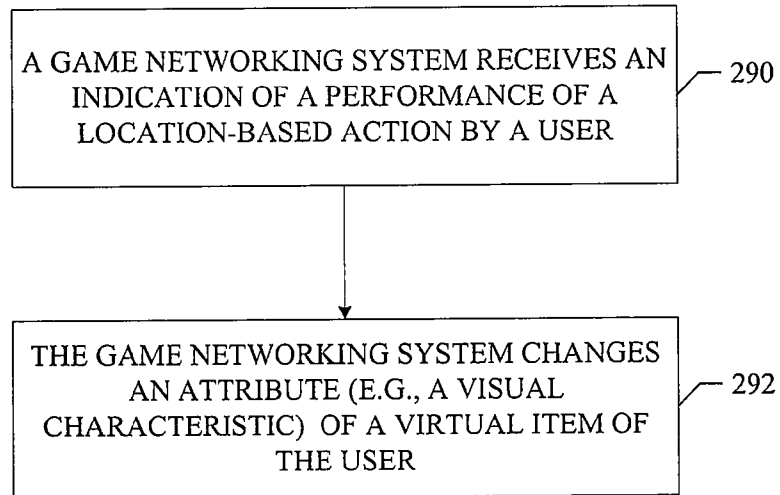 A GAME NETWORKING SYSTEM RECEIVES AN
INDICATION OF A PERFORMANCE OF A
LOCATION-BASED ACTION BY A USER
290
THE GAME NETWORKING SYSTEM CHANGES
AN ATTRIBUTE (E.G., A VISUAL
CHARACTERISTIC) OF A VIRTUAL ITEM OF
THE USER
292